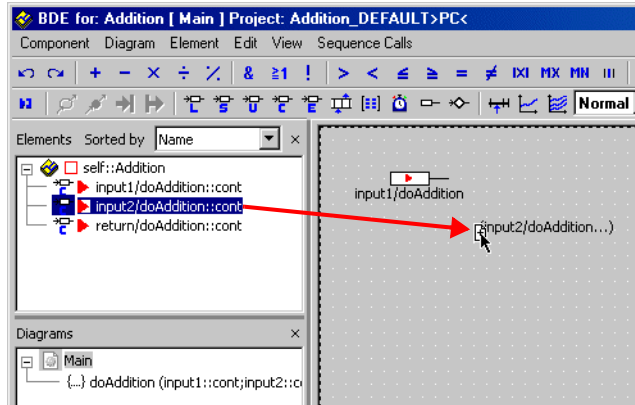 BDE for: Addition [ Main ] Project: Addition_DEFAULT>PC<
Component Diagram Element Edit View Sequence Calls
+ − × ÷ % & ≥1 ! > < ≤ ≥ = ≠ |X| MX MN
Normal
Elements Sorted by Name ×
self::Addition
input1/doAddition::cont
input2/doAddition::cont
return/doAddition::cont
input1/doAddition
(input2/doAddition...)
Diagrams ×
Main
{...} doAddition (input1::cont;input2::c